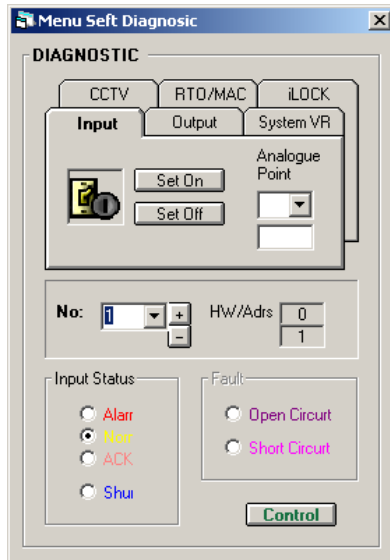 Menu Seft Diagnosic
DIAGNOSTIC
CCTV RTO/MAC iLOCK
Input Output System VR
Analogue
Point
Set On
Set Off
No: 1 + HW/Adrs 0
− 1
Input Status Fault
Alarr
Norr
ACK
Shu
Open Circurt
Short Circurt
Control